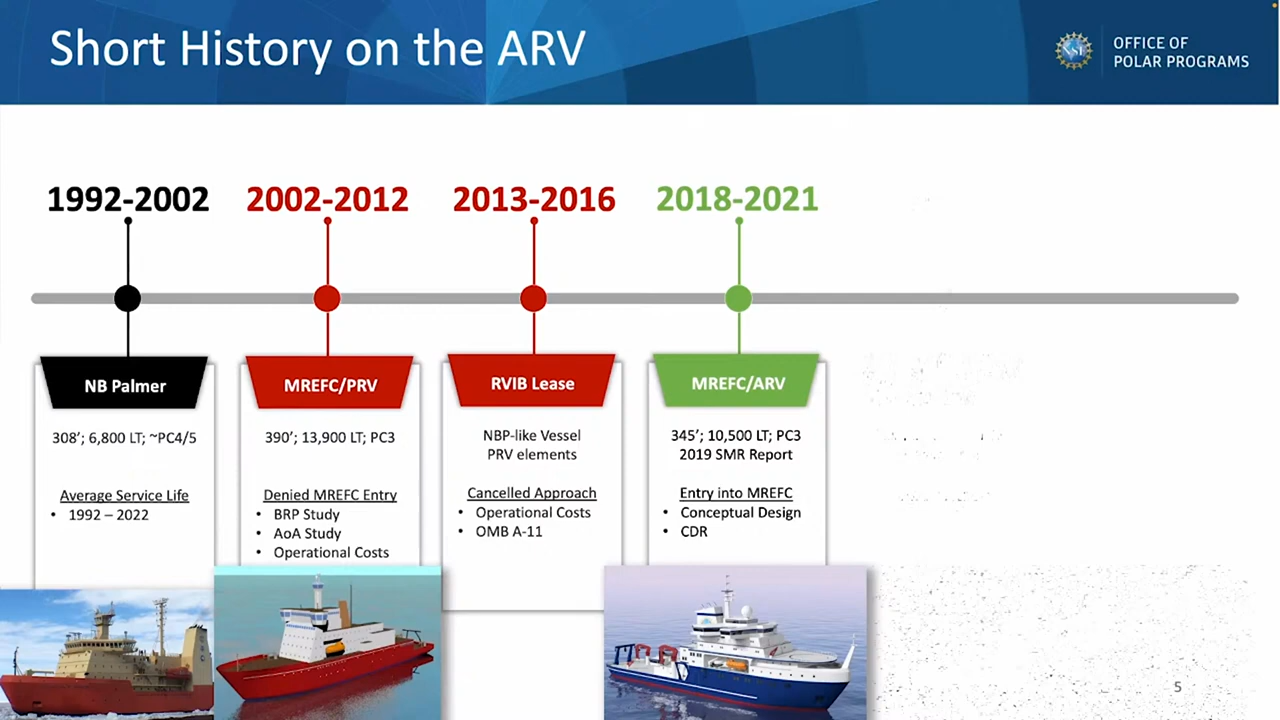 Short History on the ARV
NSF
OFFICE OF
POLAR PROGRAMS
1992-2002
2002-2012
2013-2016
2018-2021
NB Palmer
308’; 6,800 LT; ~PC4/5
Average Service Life
• 1992 – 2022
MREFC/PRV
390’; 13,900 LT; PC3
Denied MREFC Entry
• BRP Study
• AoA Study
• Operational Costs
RVIB Lease
NBP-like Vessel
PRV elements
Cancelled Approach
• Operational Costs
• OMB A-11
MREFC/ARV
345’; 10,500 LT; PC3
2019 SMR Report
Entry into MREFC
• Conceptual Design
• CDR
5